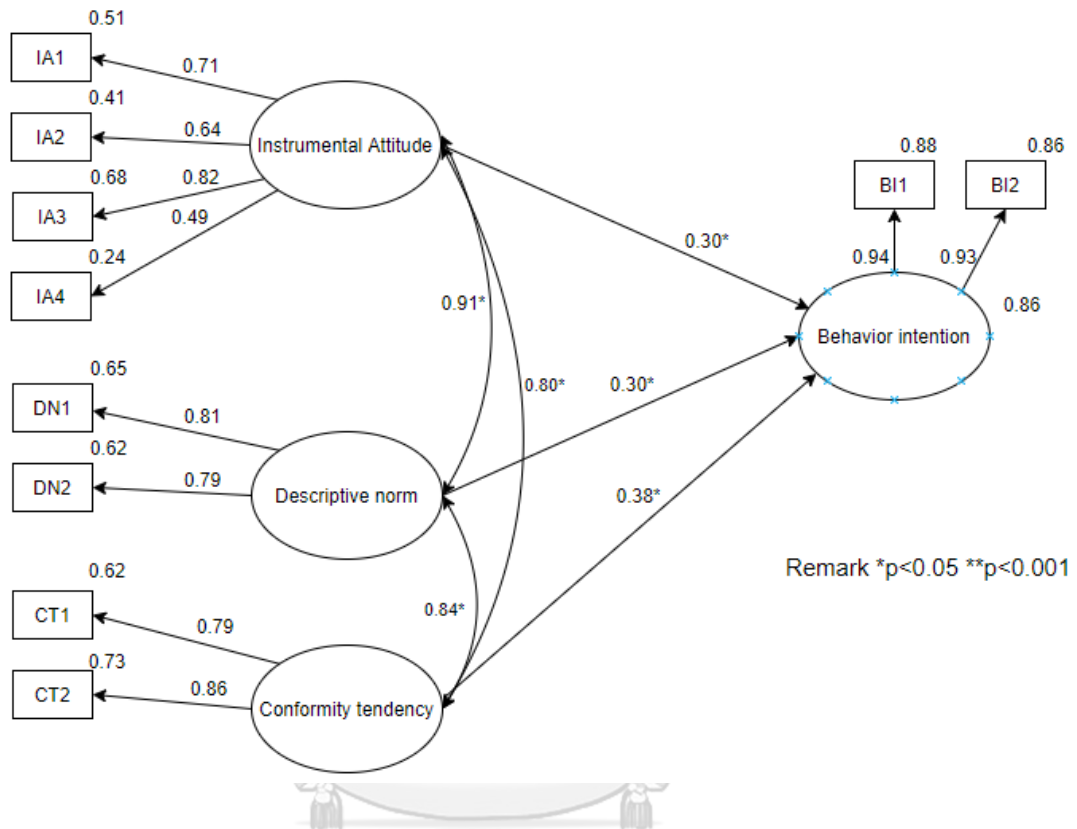 0.51
IA1
0.71
0.41
IA2
0.64
0.68
IA3
0.82
0.49
0.24
IA4
Instrumental Attitude
0.88
0.86
BI1
BI2
0.94
0.93
0.86
Behavior intention
0.30*
0.91*
0.80*
0.30*
0.65
DN1
0.81
0.62
DN2
0.79
Descriptive norm
0.38*
0.84*
Remark *p<0.05 **p<0.001
0.62
CT1
0.79
0.73
CT2
0.86
Conformity tendency